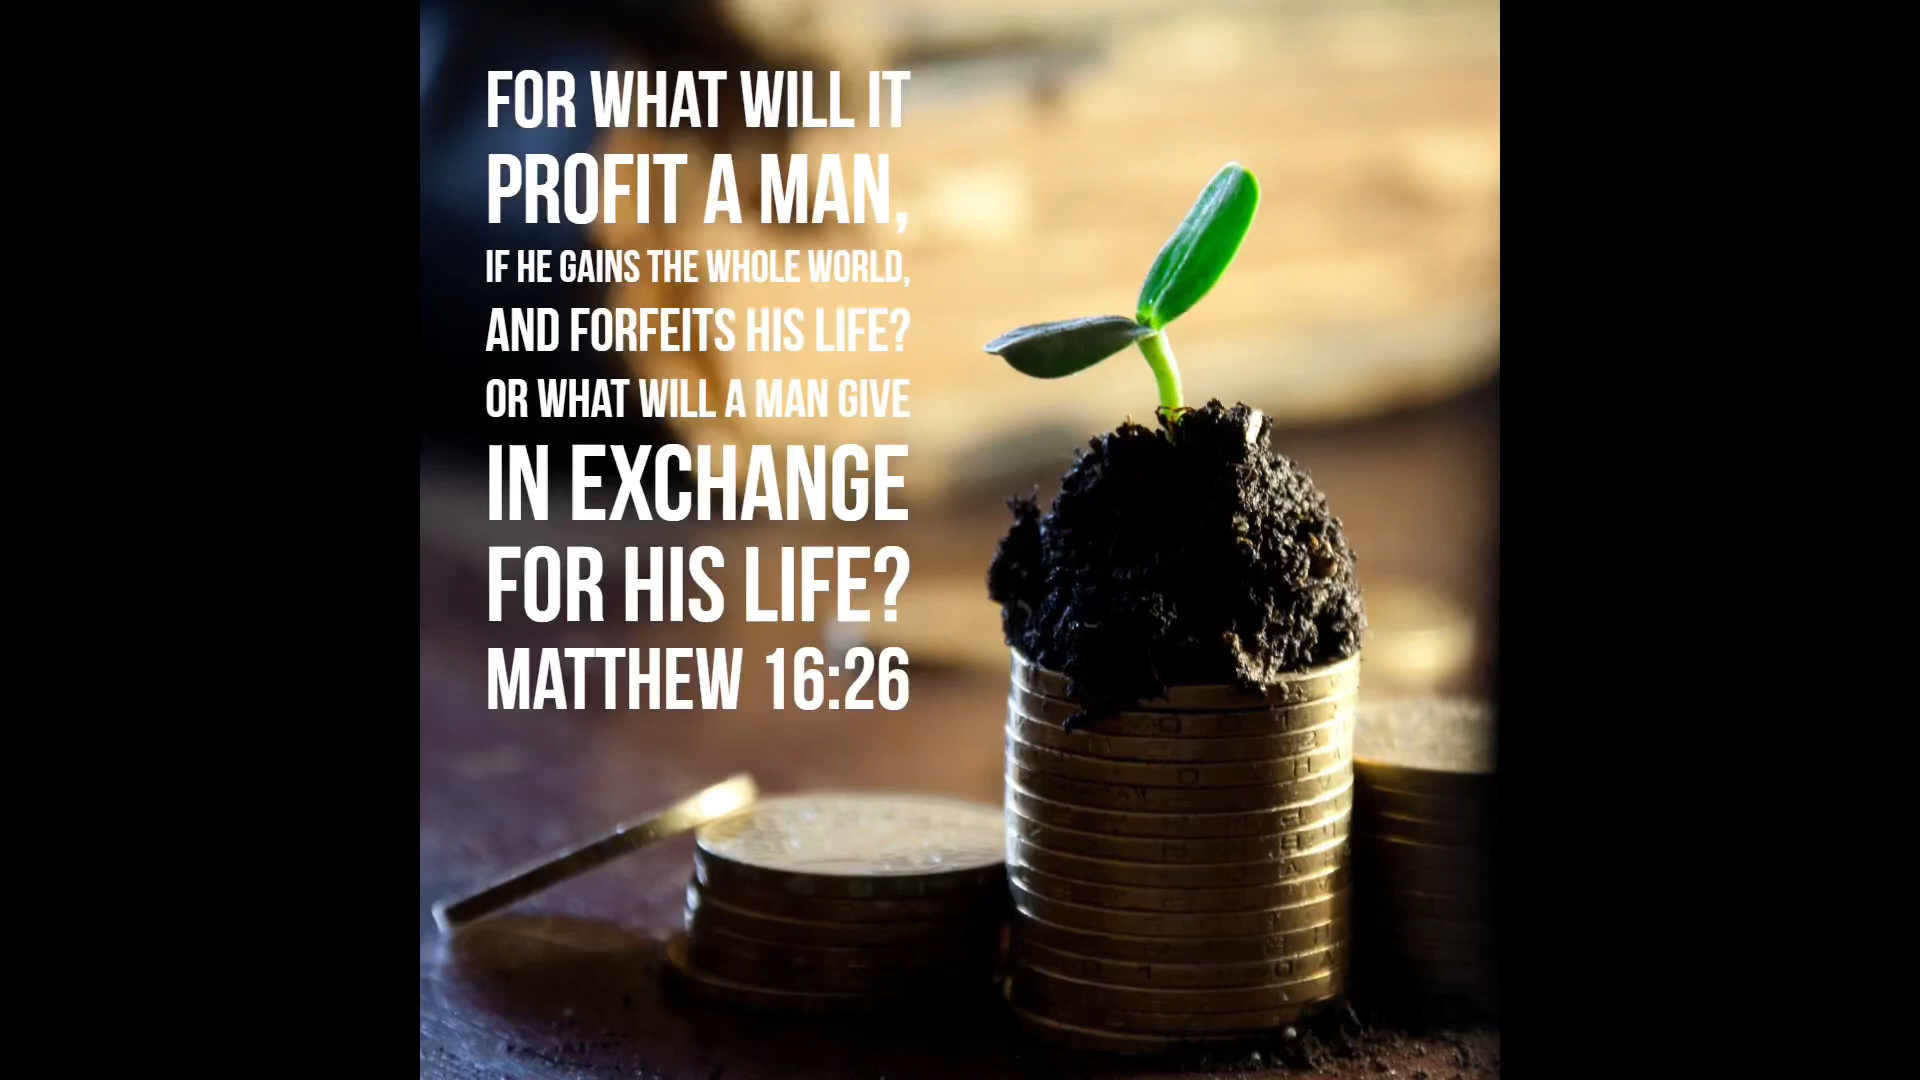 FOR WHAT WILL IT
PROFIT A MAN,
IF HE GAINS THE WHOLE WORLD,
AND FORFEITS HIS LIFE?
OR WHAT WILL A MAN GIVE
IN EXCHANGE
FOR HIS LIFE?
MATTHEW 16:26